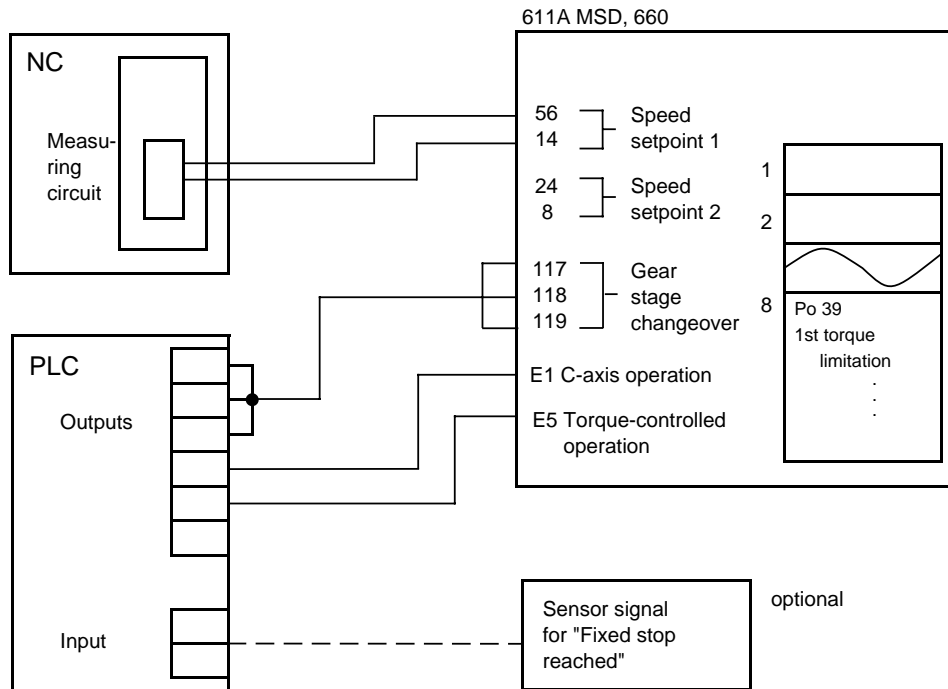 611A MSD, 660
NC
Measu-
ring
circuit
56
14
Speed
setpoint 1
24
8
Speed
setpoint 2
117
118
119
Gear
stage
changeover
E1 C-axis operation
E5 Torque-controlled
operation
1
2
8
Po 39
1st torque
limitation
PLC
Outputs
Input
Sensor signal
for "Fixed stop
reached"
optional